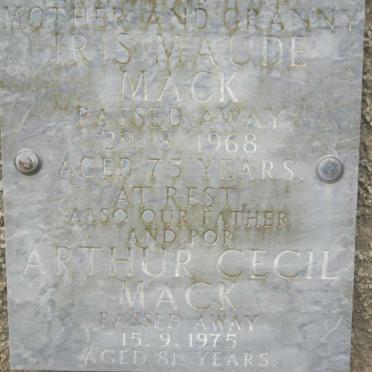 MOTHER AND GRANNY
IRIS MAUDE
MACK
PASSED AWAY
29. 8. 1968
AGED 75 YEARS.
AT REST
ALSO OUR FATHER
AND POP
ARTHUR CECIL
MACK
PASSED AWAY
15. 9. 1975
AGED 81 YEARS.